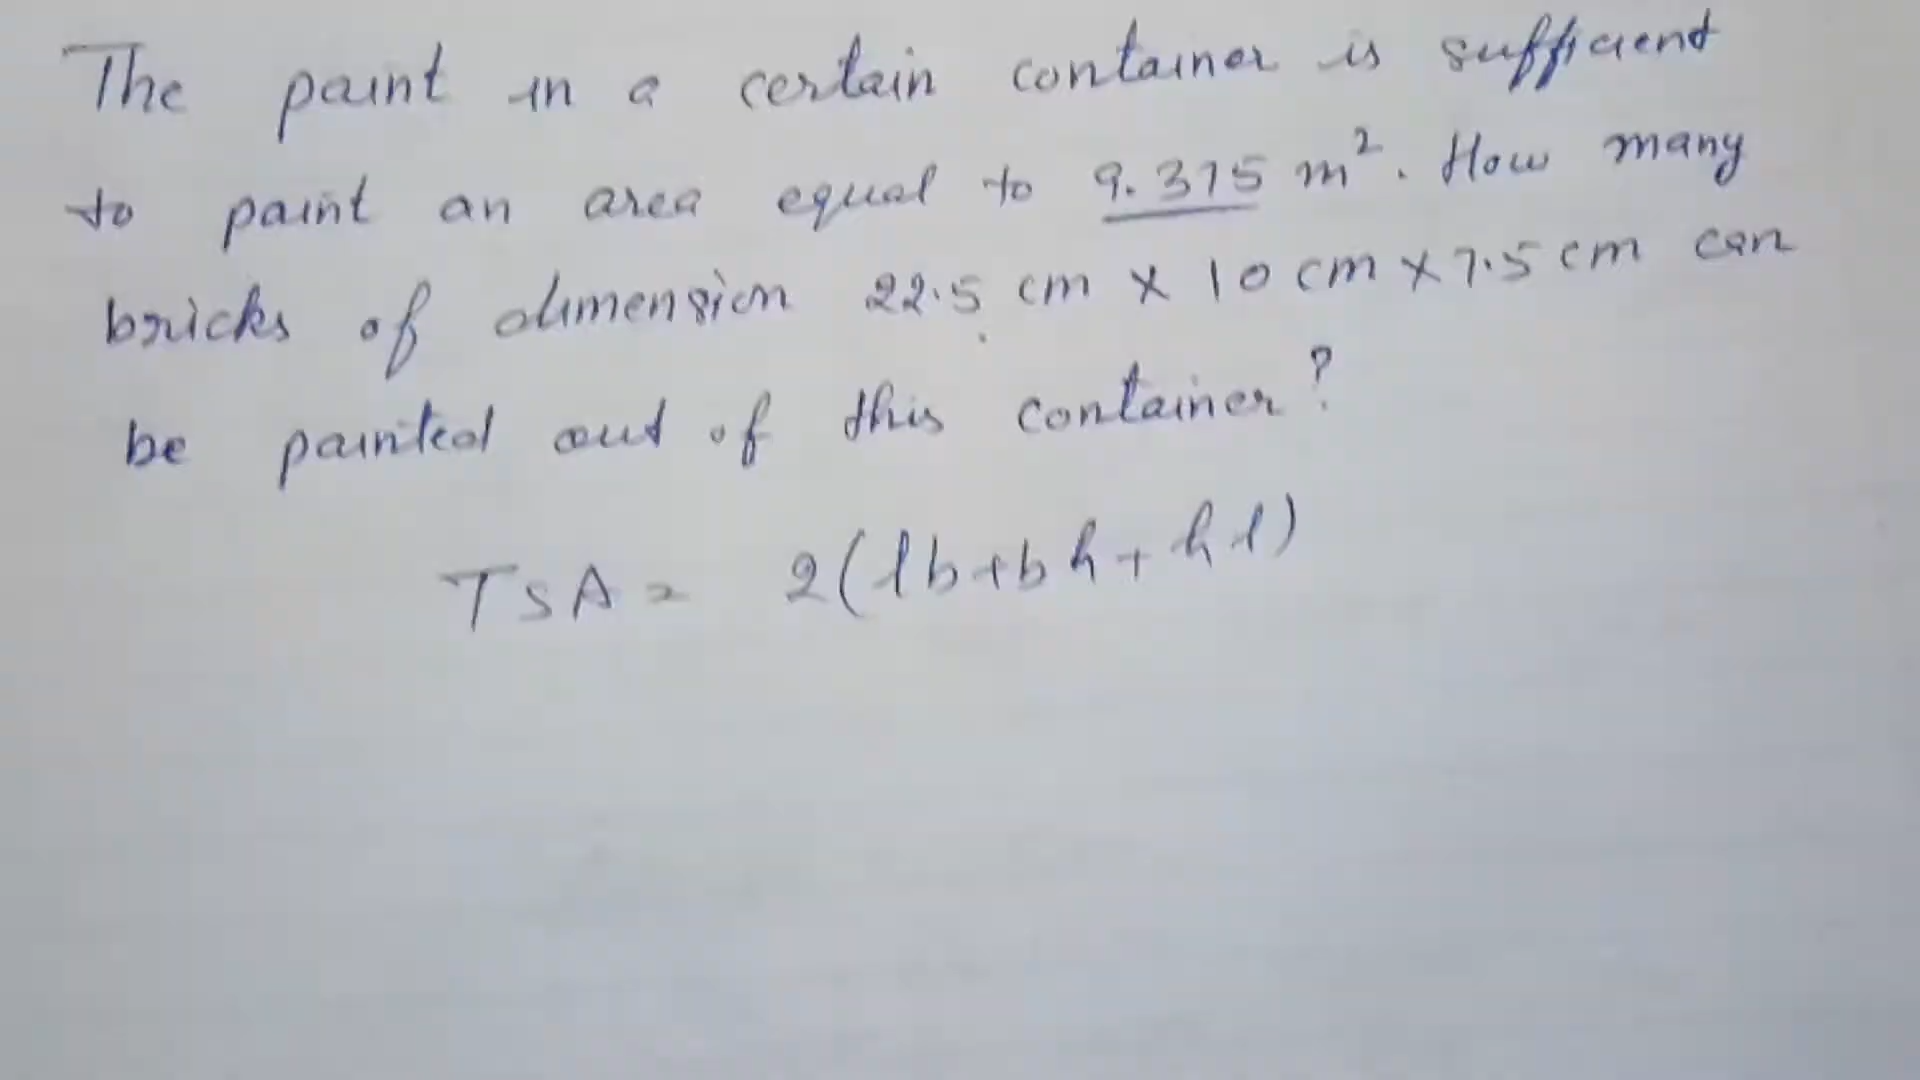 The paint in a certain container is sufficient
to paint an area equal to 9.375 m². How many
bricks of dimension 22.5 cm × 10 cm × 7.5 cm can
be painted out of this container?
TSA = 2(lb+bh+hl)